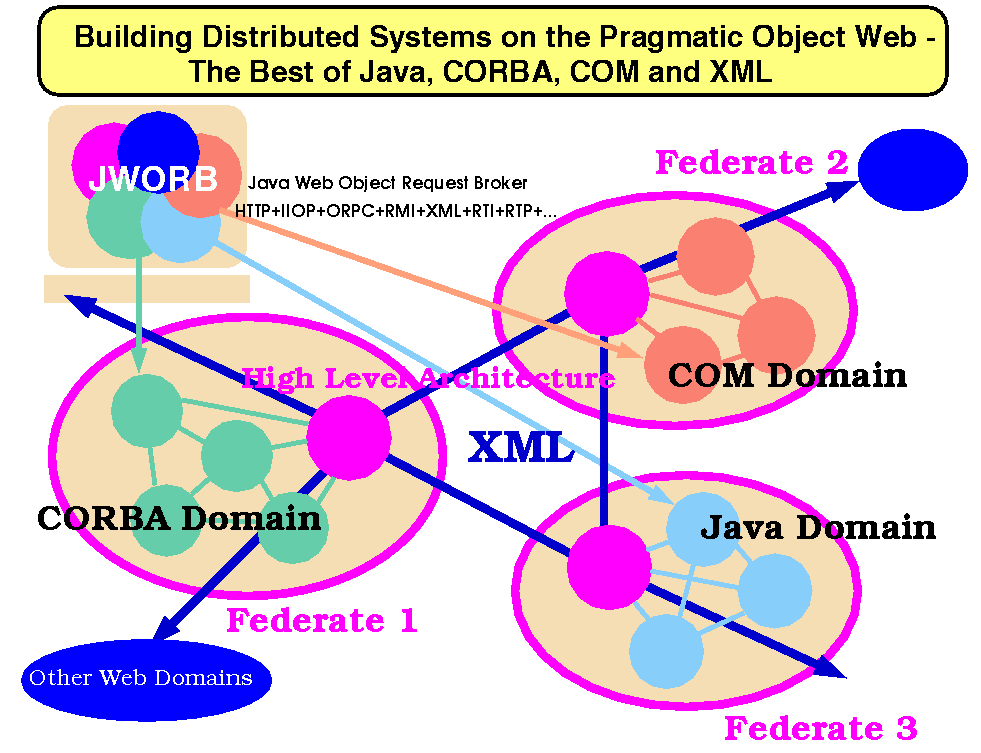 Building Distributed Systems on the Pragmatic Object Web -
The Best of Java, CORBA, COM and XML
JWORB
Java Web Object Request Broker
HTTP+IIOP+ORPC+RMI+XML+RTI+RTP+...
Federate 2
High Level Architecture
COM Domain
XML
CORBA Domain
Java Domain
Federate 1
Other Web Domains
Federate 3